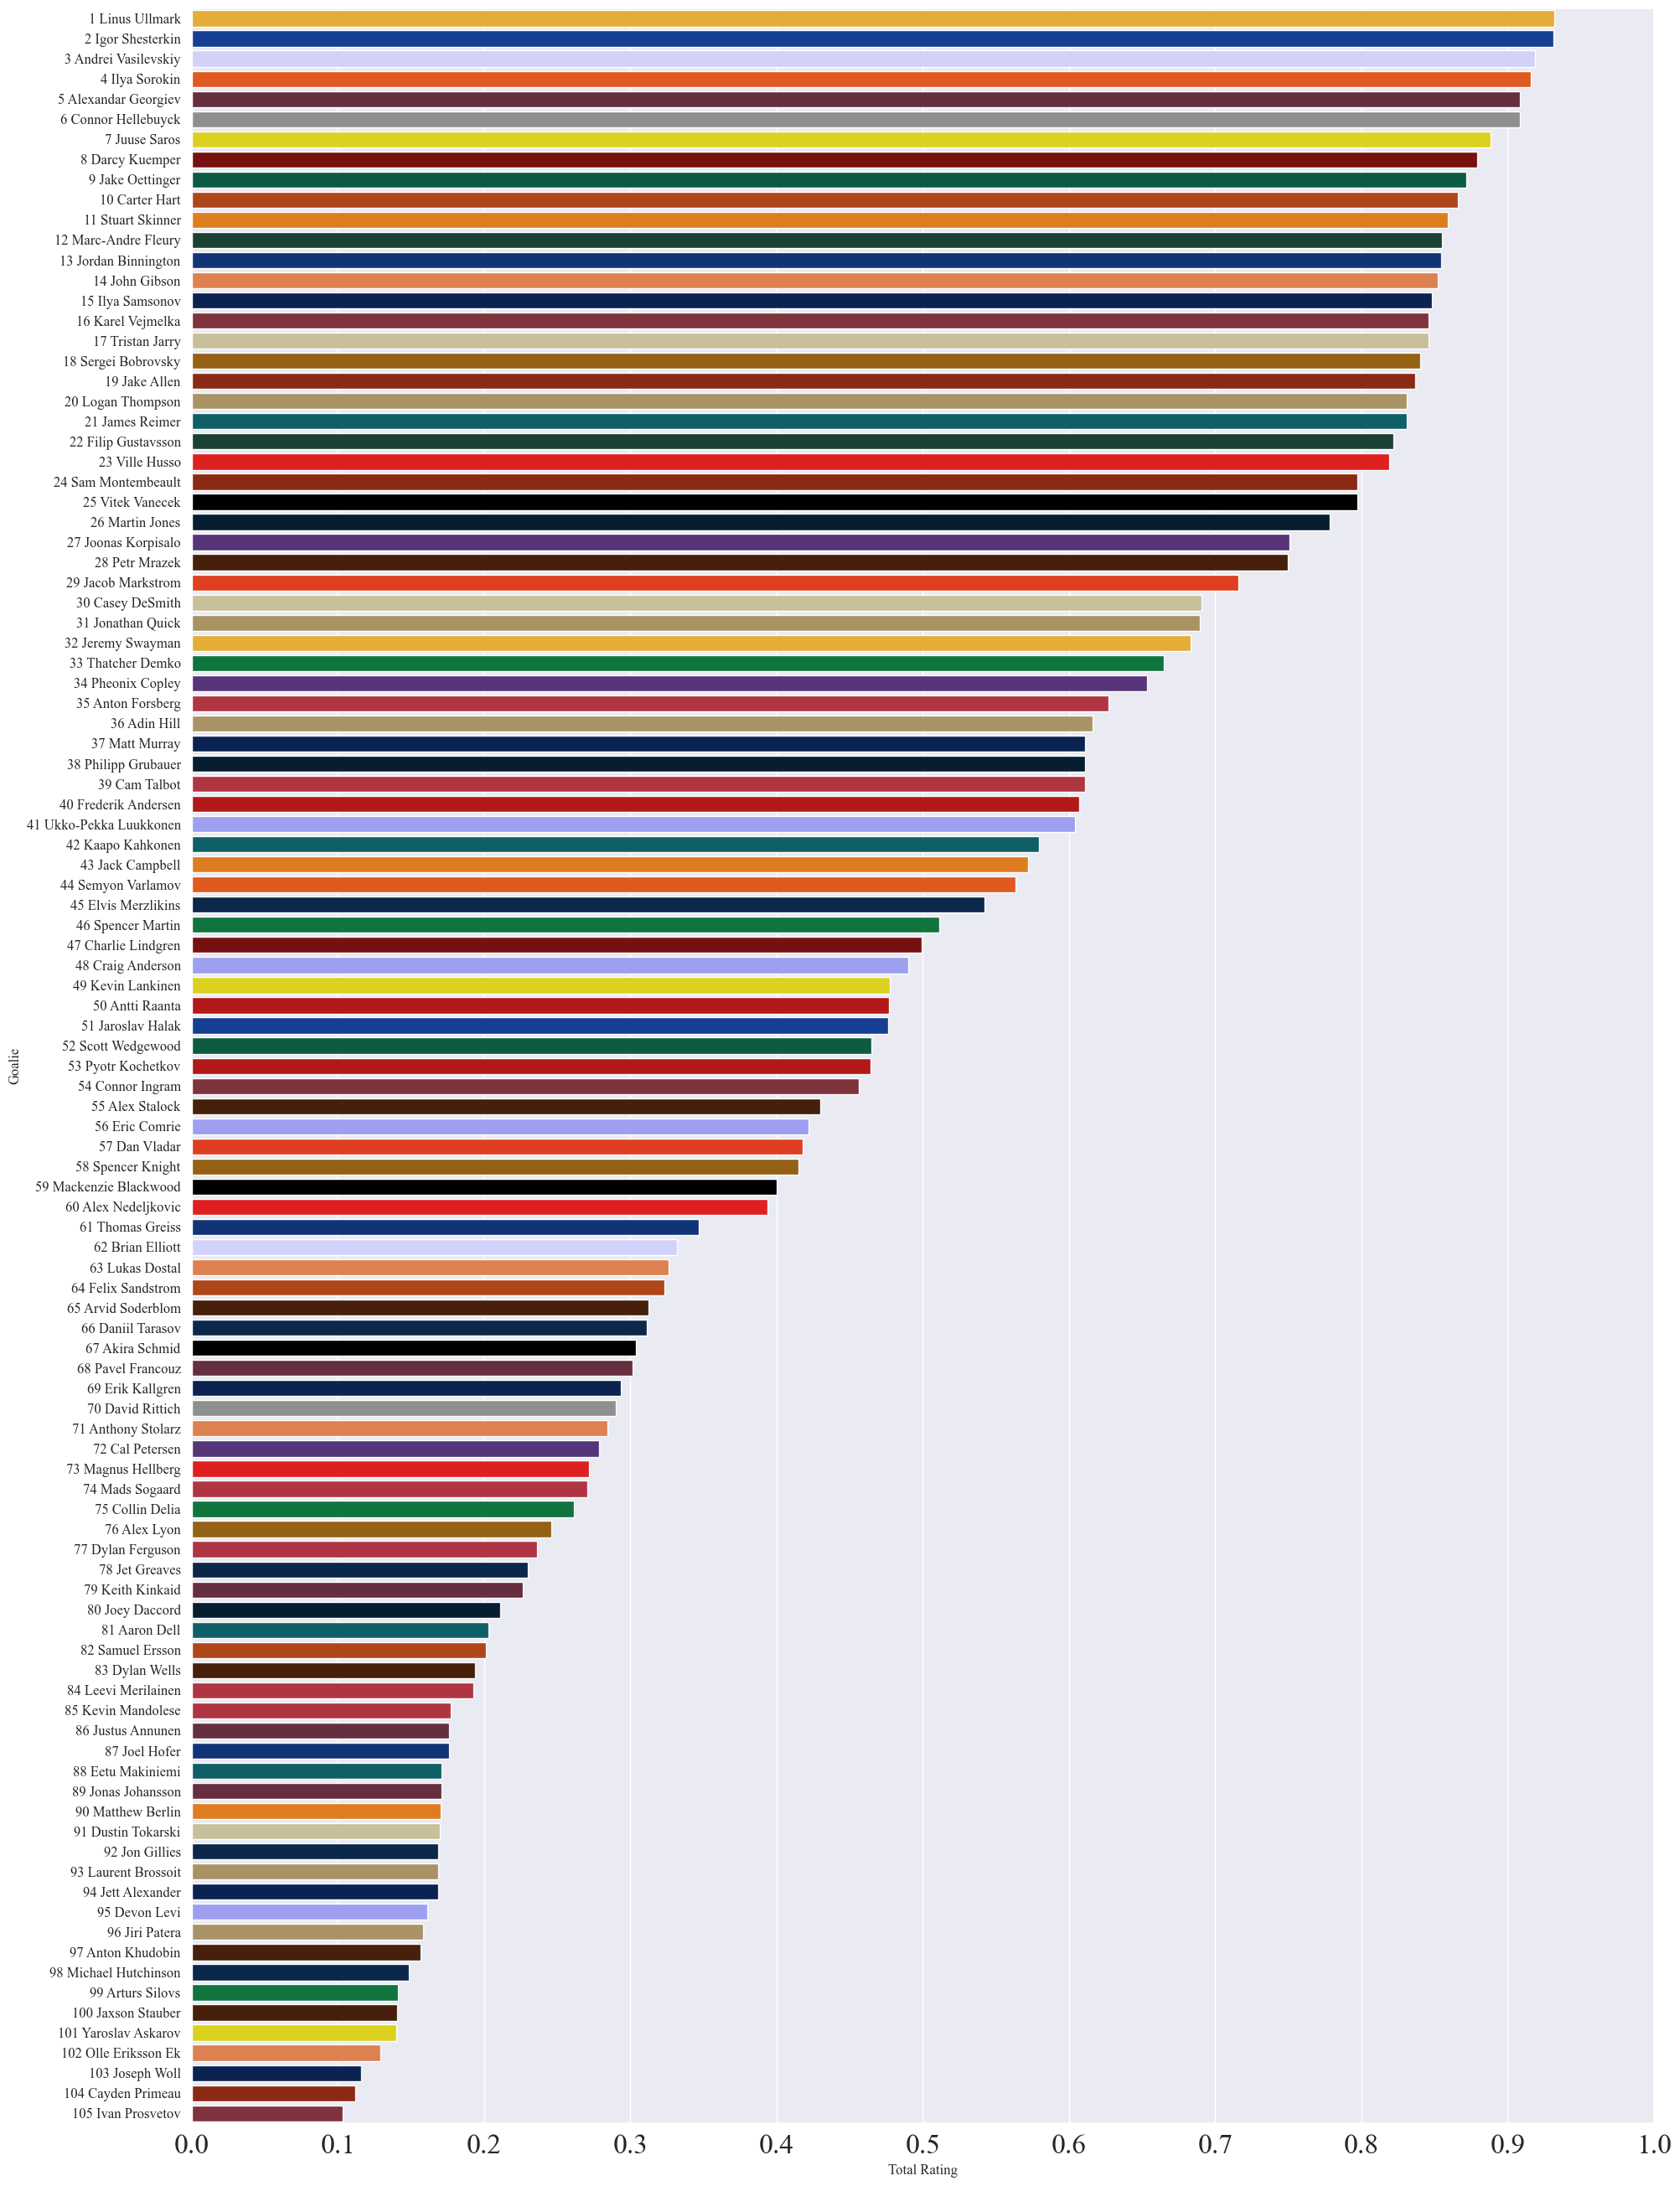 1 Linus Ullmark
2 Igor Shesterkin
3 Andrei Vasilevskiy
4 Ilya Sorokin
5 Alexandar Georgiev
6 Connor Hellebuyck
7 Juuse Saros
8 Darcy Kuemper
9 Jake Oettinger
10 Carter Hart
11 Stuart Skinner
12 Marc-Andre Fleury
13 Jordan Binnington
14 John Gibson
15 Ilya Samsonov
16 Karel Vejmelka
17 Tristan Jarry
18 Sergei Bobrovsky
19 Jake Allen
20 Logan Thompson
21 James Reimer
22 Filip Gustavsson
23 Ville Husso
24 Sam Montembeault
25 Vitek Vanecek
26 Martin Jones
27 Joonas Korpisalo
28 Petr Mrazek
29 Jacob Markstrom
30 Casey DeSmith
31 Jonathan Quick
32 Jeremy Swayman
33 Thatcher Demko
34 Pheonix Copley
35 Anton Forsberg
36 Adin Hill
37 Matt Murray
38 Philipp Grubauer
39 Cam Talbot
40 Frederik Andersen
41 Ukko-Pekka Luukkonen
42 Kaapo Kahkonen
43 Jack Campbell
44 Semyon Varlamov
45 Elvis Merzlikins
46 Spencer Martin
47 Charlie Lindgren
48 Craig Anderson
49 Kevin Lankinen
50 Antti Raanta
51 Jaroslav Halak
52 Scott Wedgewood
53 Pyotr Kochetkov
54 Connor Ingram
55 Alex Stalock
56 Eric Comrie
57 Dan Vladar
58 Spencer Knight
59 Mackenzie Blackwood
60 Alex Nedeljkovic
61 Thomas Greiss
62 Brian Elliott
63 Lukas Dostal
64 Felix Sandstrom
65 Arvid Soderblom
66 Daniil Tarasov
67 Akira Schmid
68 Pavel Francouz
69 Erik Kallgren
70 David Rittich
71 Anthony Stolarz
72 Cal Petersen
73 Magnus Hellberg
74 Mads Sogaard
75 Collin Delia
76 Alex Lyon
77 Dylan Ferguson
78 Jet Greaves
79 Keith Kinkaid
80 Joey Daccord
81 Aaron Dell
82 Samuel Ersson
83 Dylan Wells
84 Leevi Merilainen
85 Kevin Mandolese
86 Justus Annunen
87 Joel Hofer
88 Eetu Makiniemi
89 Jonas Johansson
90 Matthew Berlin
91 Dustin Tokarski
92 Jon Gillies
93 Laurent Brossoit
94 Jett Alexander
95 Devon Levi
96 Jiri Patera
97 Anton Khudobin
98 Michael Hutchinson
99 Arturs Silovs
100 Jaxson Stauber
101 Yaroslav Askarov
102 Olle Eriksson Ek
103 Joseph Woll
104 Cayden Primeau
105 Ivan Prosvetov
Goalie
0.0 0.1 0.2 0.3 0.4 0.5 0.6 0.7 0.8 0.9 1.0
Total Rating